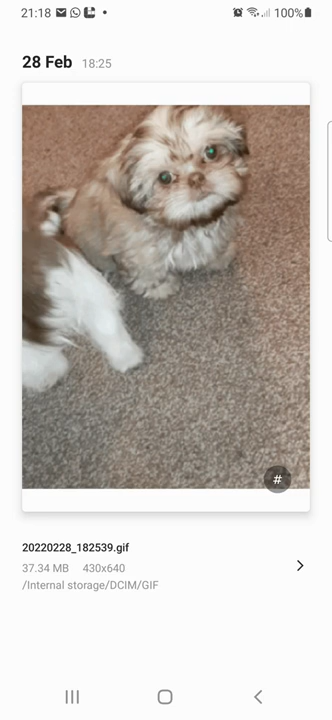 21:18 100%
28 Feb 18:25
#
20220228_182539.gif
37.34 MB 430x640
/Internal storage/DCIM/GIF